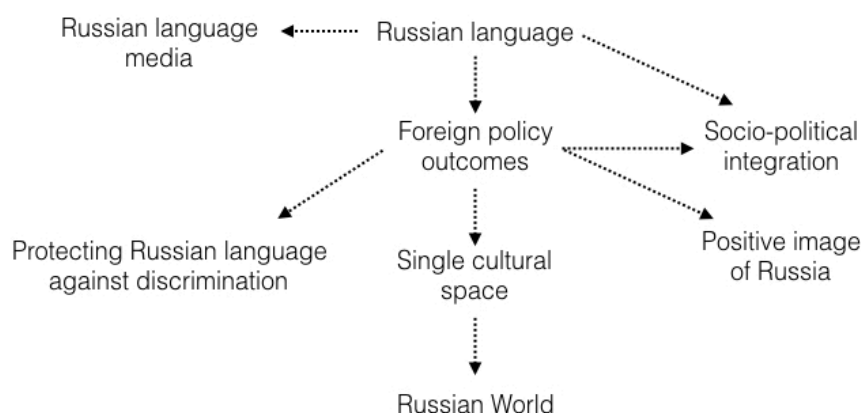 Russian language
media
Russian language
Foreign policy
outcomes
Socio-political
integration
Protecting Russian language
against discrimination
Single cultural
space
Positive image
of Russia
Russian World